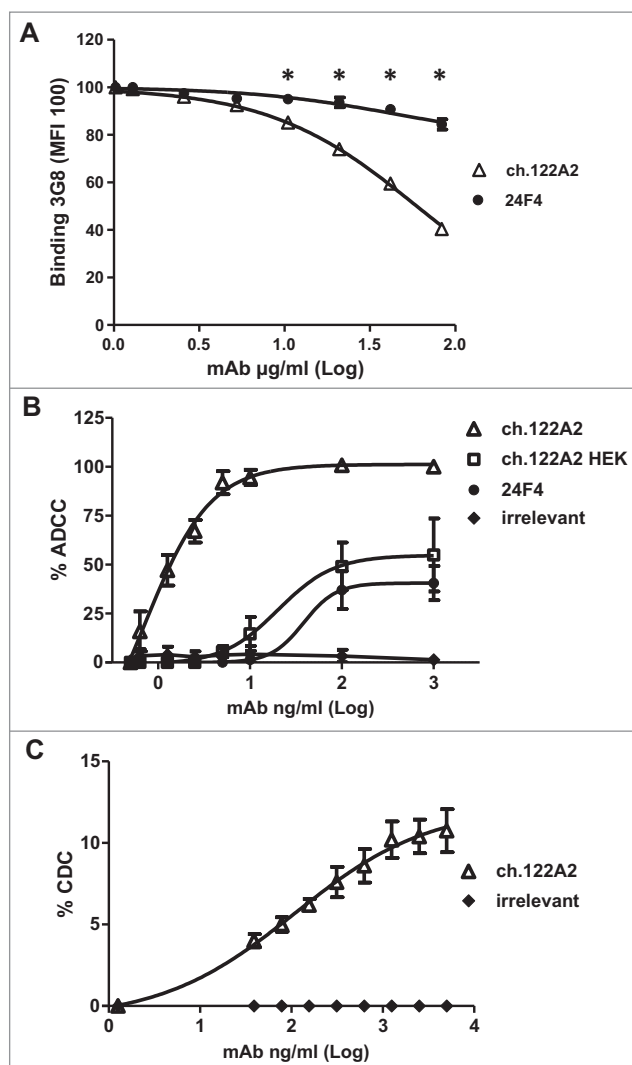 A
120
100
80
60
40
20
0
Binding 3G8 (MFI 100)
* * * *
0.0 0.5 1.0 1.5 2.0
mAb µg/ml (Log)
ch.122A2
24F4
B
125
100
75
50
25
0
% ADCC
0 1 2 3
mAb ng/ml (Log)
ch.122A2
ch.122A2 HEK
24F4
irrelevant
C
15
10
5
0
% CDC
0 1 2 3 4
mAb ng/ml (Log)
ch.122A2
irrelevant